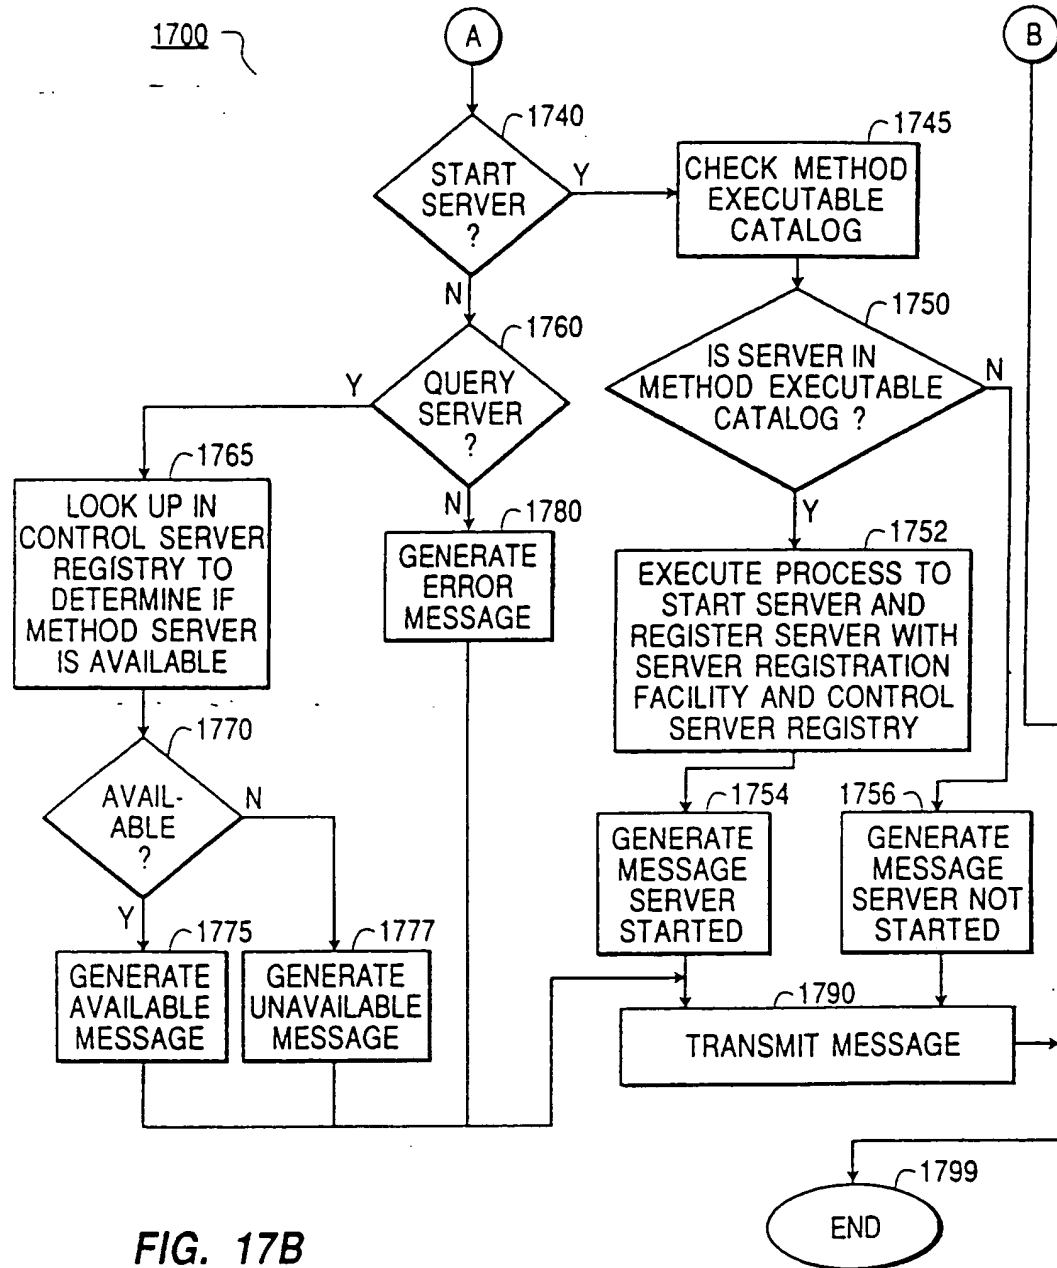 1700
A
B
1740
START
SERVER
?
Y
N
1745
CHECK METHOD
EXECUTABLE
CATALOG
1750
IS SERVER IN
METHOD EXECUTABLE
CATALOG ?
N
Y
1760
QUERY
SERVER
?
Y
N
1765
LOOK UP IN
CONTROL SERVER
REGISTRY TO
DETERMINE IF
METHOD SERVER
IS AVAILABLE
1780
GENERATE
ERROR
MESSAGE
1752
EXECUTE PROCESS TO
START SERVER AND
REGISTER SERVER WITH
SERVER REGISTRATION
FACILITY AND CONTROL
SERVER REGISTRY
1770
AVAIL-
ABLE
?
N
Y
1754
GENERATE
MESSAGE
SERVER
STARTED
1756
GENERATE
MESSAGE
SERVER NOT
STARTED
1775
GENERATE
AVAILABLE
MESSAGE
1777
GENERATE
UNAVAILABLE
MESSAGE
1790
TRANSMIT MESSAGE
1799
END
FIG. 17B